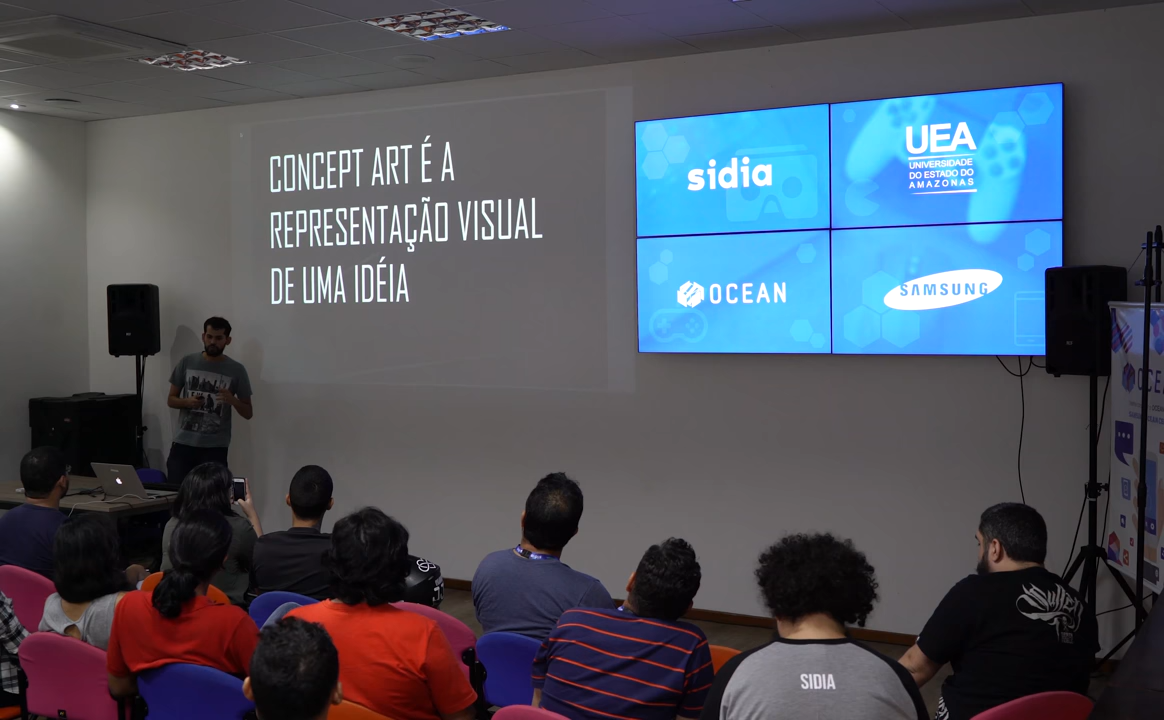 CONCEPT ART É A
REPRESENTAÇÃO VISUAL
DE UMA IDÉIA
sidia
UEA
UNIVERSIDADE
DO ESTADO DO
AMAZONAS
OCEAN
SAMSUNG
SIDIA